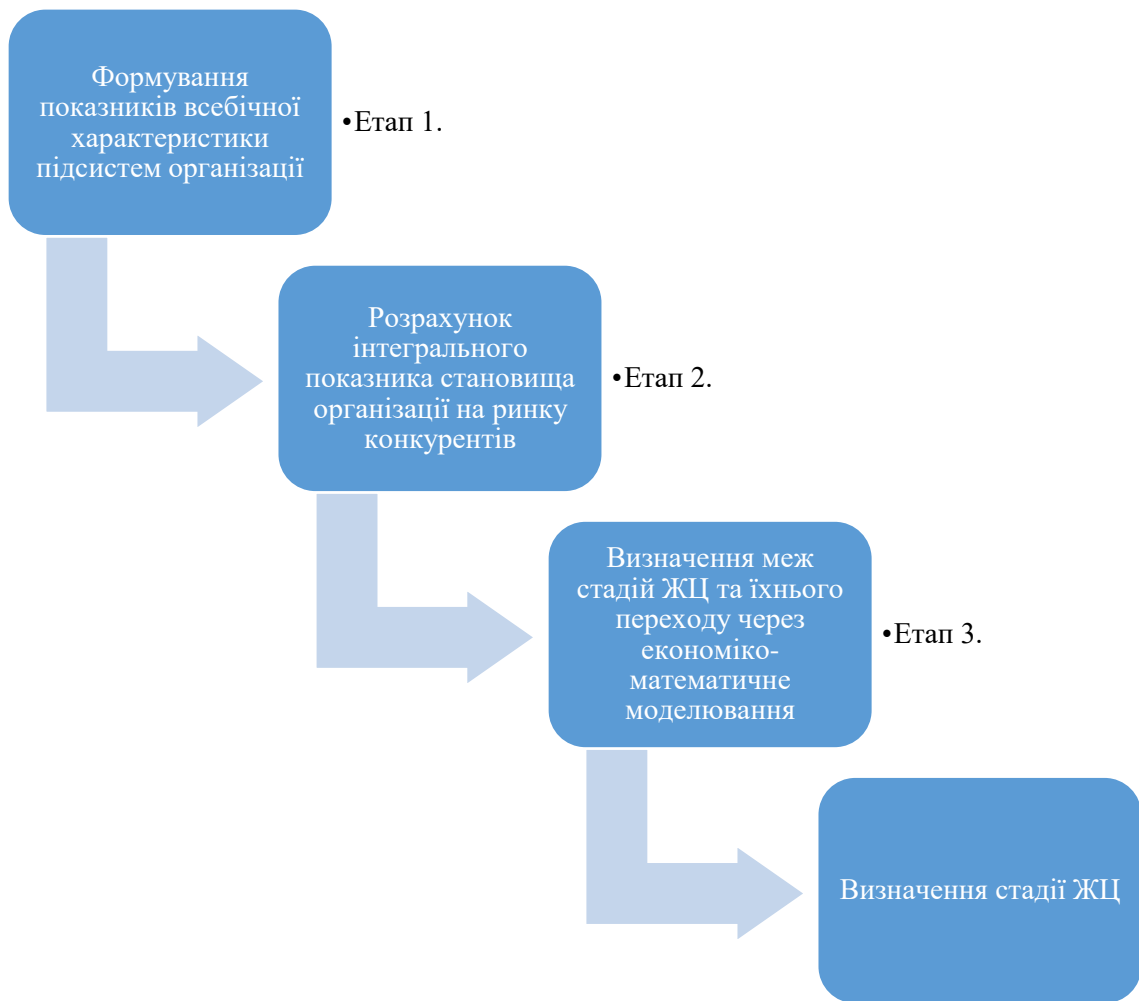 Формування
показників всебічної
характеристики
підсистем організації
•Етап 1.
Розрахунок
інтегрального
показника становища
організації на ринку
конкурентів
•Етап 2.
Визначення меж
стадій ЖЦ та їхнього
переходу через
економіко-
математичне
моделювання
•Етап 3.
Визначення стадії ЖЦ